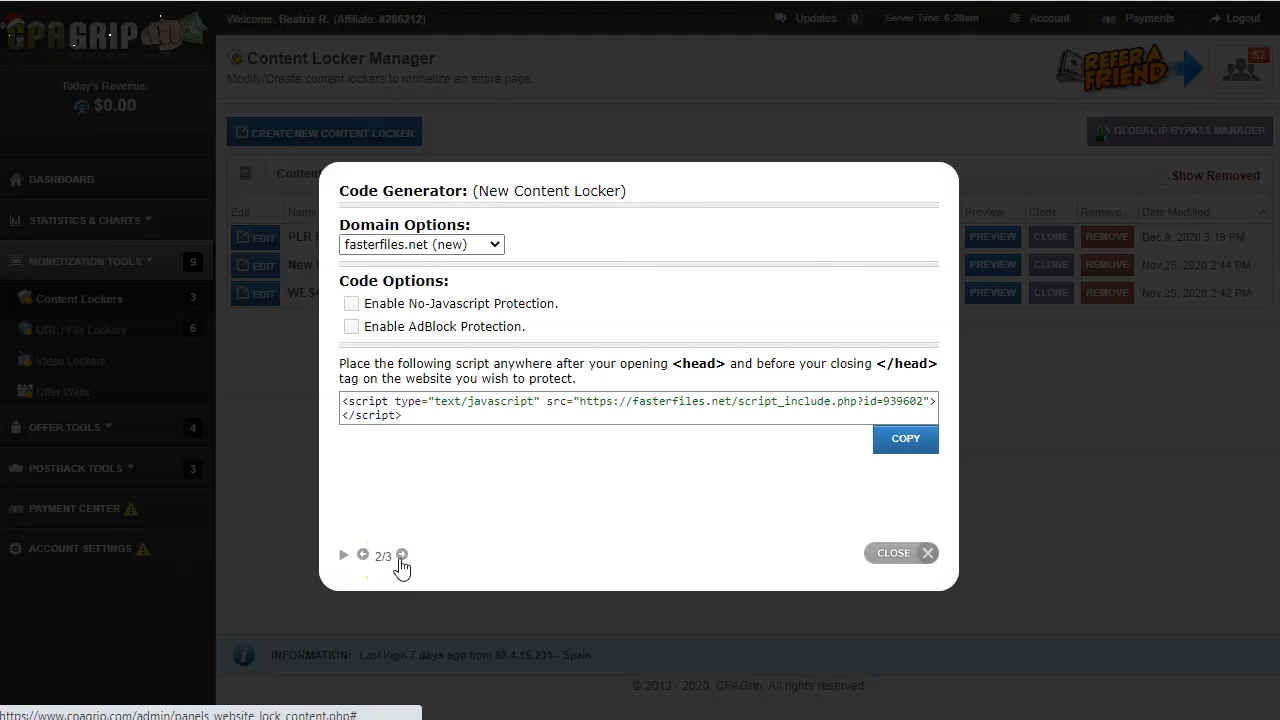 CPAGRIP
Welcome: Beatriz R. (Affiliate: #286212)
Updates 0 Server Time: 6:20am Account Payments Logout
Content Locker Manager
Modify/Create content lockers to monetize an entire page.
REFER A FRIEND
52
Today's Revenue:
$0.00
CREATE NEW CONTENT LOCKER
GLOBAL IP BYPASS MANAGER
DASHBOARD
STATISTICS & CHARTS
MONETIZATION TOOLS 9
Content Lockers 3
URL / File Lockers 6
Video Lockers
Offer Walls
OFFER TOOLS 4
POSTBACK TOOLS 3
PAYMENT CENTER
ACCOUNT SETTINGS
Show Removed
Edit Name Preview Clone Remove Date Modified
EDIT PLR PREVIEW CLONE REMOVE Dec 9, 2020 3:19 PM
EDIT PREVIEW CLONE REMOVE Nov 25, 2020 2:44 PM
EDIT PREVIEW CLONE REMOVE Nov 25, 2020 2:42 PM
Code Generator: (New Content Locker)
Domain Options:
fasterfiles.net (new)
Code Options:
Enable No-Javascript Protection.
Enable AdBlock Protection.
Place the following script anywhere after your opening <head> and before your closing </head>
tag on the website you wish to protect.
<script type="text/javascript" src="https://fasterfiles.net/script_include.php?id=939602">
</script>
COPY
2/3
CLOSE
INFORMATION: Last login 7 days ago from 88.4.15.231 - Spain
© 2013 - 2020, CPAGrip, All rights reserved
https://www.cpagrip.com/admin/panels_website_lock_content.php#